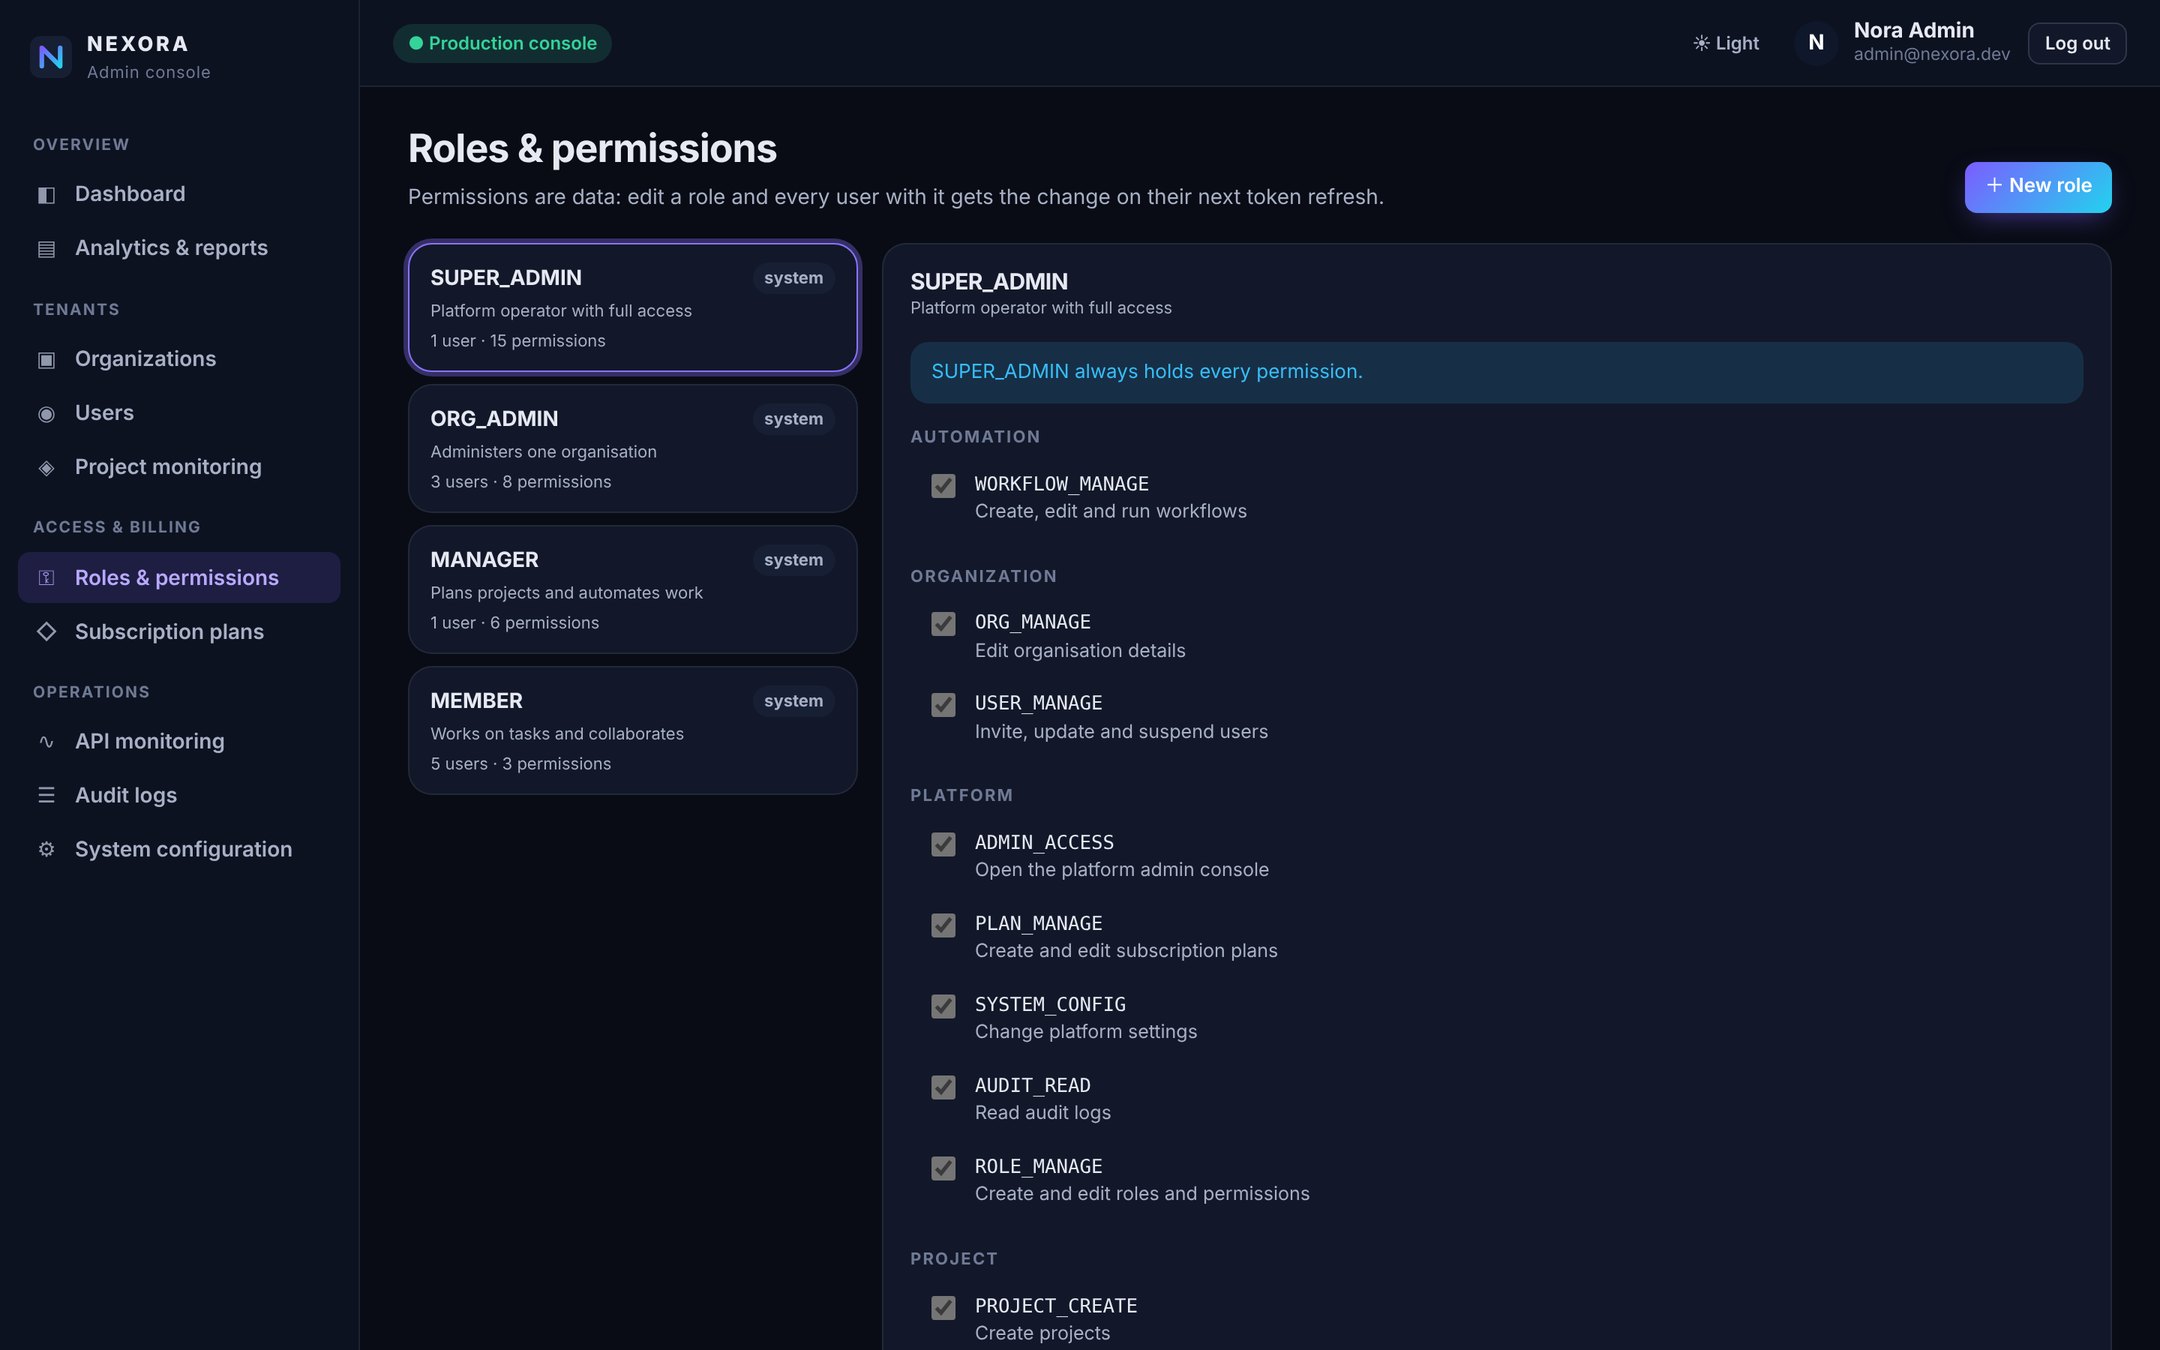 NEXORA
Admin console
OVERVIEW
Dashboard
Analytics & reports
TENANTS
Organizations
Users
Project monitoring
ACCESS & BILLING
Roles & permissions
Subscription plans
OPERATIONS
API monitoring
Audit logs
System configuration
Production console
Light
N
Nora Admin
admin@nexora.dev
Log out
Roles & permissions
Permissions are data: edit a role and every user with it gets the change on their next token refresh.
+ New role
SUPER_ADMIN system
Platform operator with full access
1 user · 15 permissions
ORG_ADMIN system
Administers one organisation
3 users · 8 permissions
MANAGER system
Plans projects and automates work
1 user · 6 permissions
MEMBER system
Works on tasks and collaborates
5 users · 3 permissions
SUPER_ADMIN
Platform operator with full access
SUPER_ADMIN always holds every permission.
AUTOMATION
WORKFLOW_MANAGE
Create, edit and run workflows
ORGANIZATION
ORG_MANAGE
Edit organisation details
USER_MANAGE
Invite, update and suspend users
PLATFORM
ADMIN_ACCESS
Open the platform admin console
PLAN_MANAGE
Create and edit subscription plans
SYSTEM_CONFIG
Change platform settings
AUDIT_READ
Read audit logs
ROLE_MANAGE
Create and edit roles and permissions
PROJECT
PROJECT_CREATE
Create projects